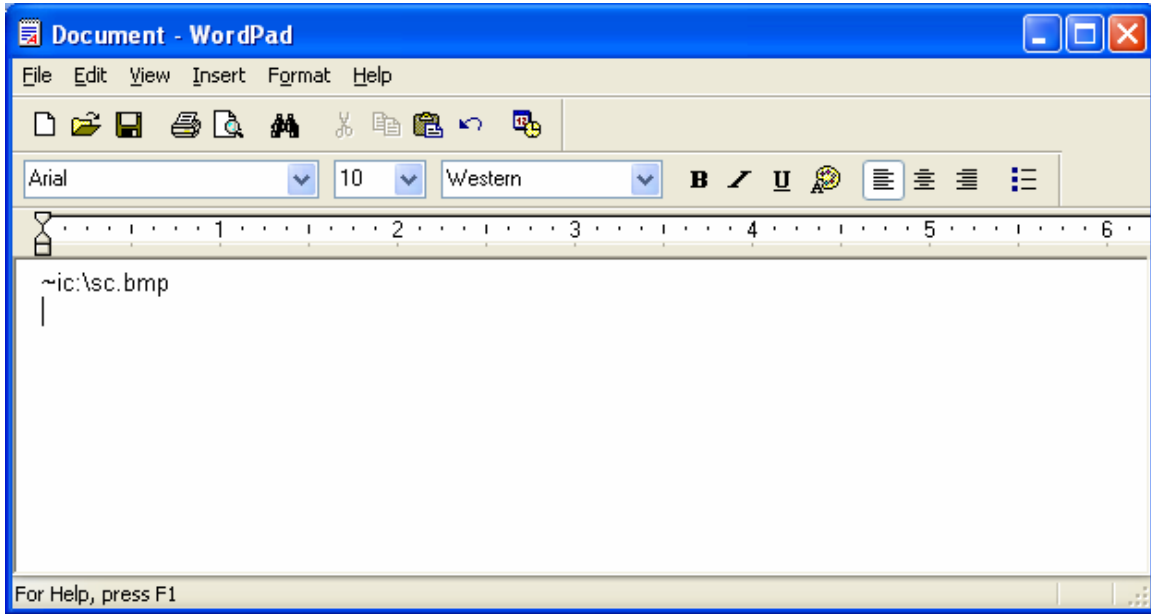 Document - WordPad
File Edit View Insert Format Help
Arial 10 Western B I U
1 2 3 4 5 6
~ic:\sc.bmp
For Help, press F1